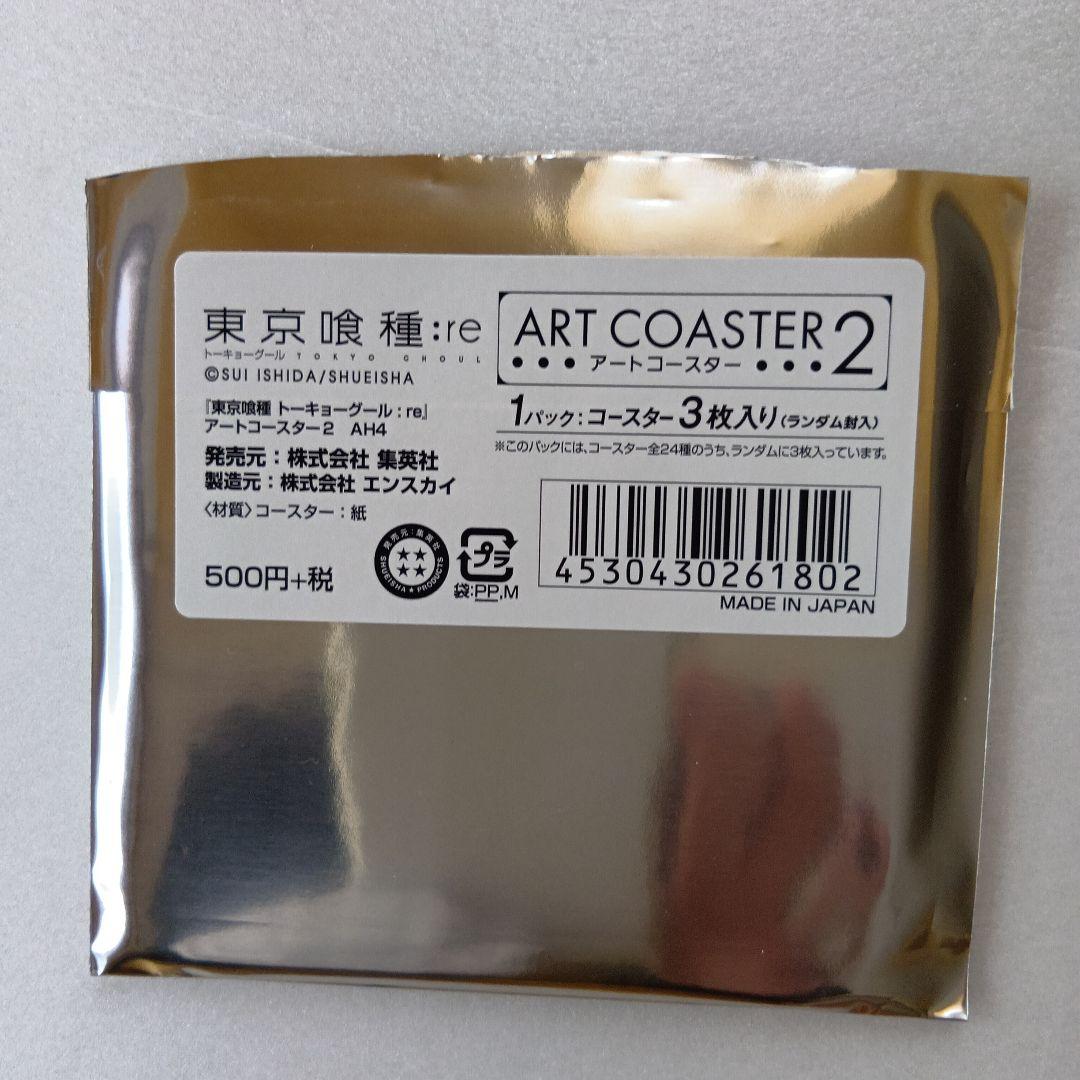 東京喰種:re
トーキョーグール TOKYO GHOUL
©SUI ISHIDA/SHUEISHA
『東京喰種 トーキョーグール:re』
アートコースター2 AH4
発売元:株式会社 集英社
製造元:株式会社 エンスカイ
〈材質〉コースター:紙
500円+税
発売元:集英社
SHUEISHA★PRODUCTS
プラ
袋:PP,M
ART COASTER 2
•••アートコースター•••
1パック:コースター3枚入り(ランダム封入)
※このパックには、コースター全24種のうち、ランダムに3枚入っています。
4530430261802
MADE IN JAPAN